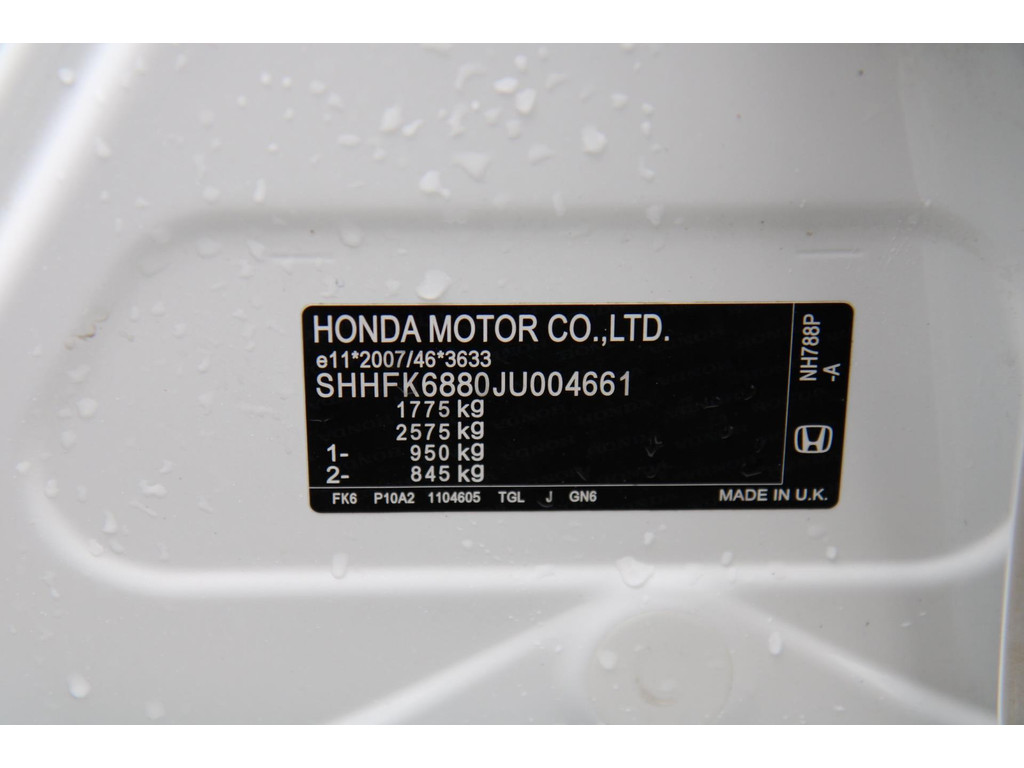 HONDA MOTOR CO.,LTD.
e11*2007/46*3633
SHHFK6880JU004661
1775 kg
2575 kg
1- 950 kg
2- 845 kg
FK6 P10A2 1104605 TGL J GN6
MADE IN U.K.
NH788P
-A